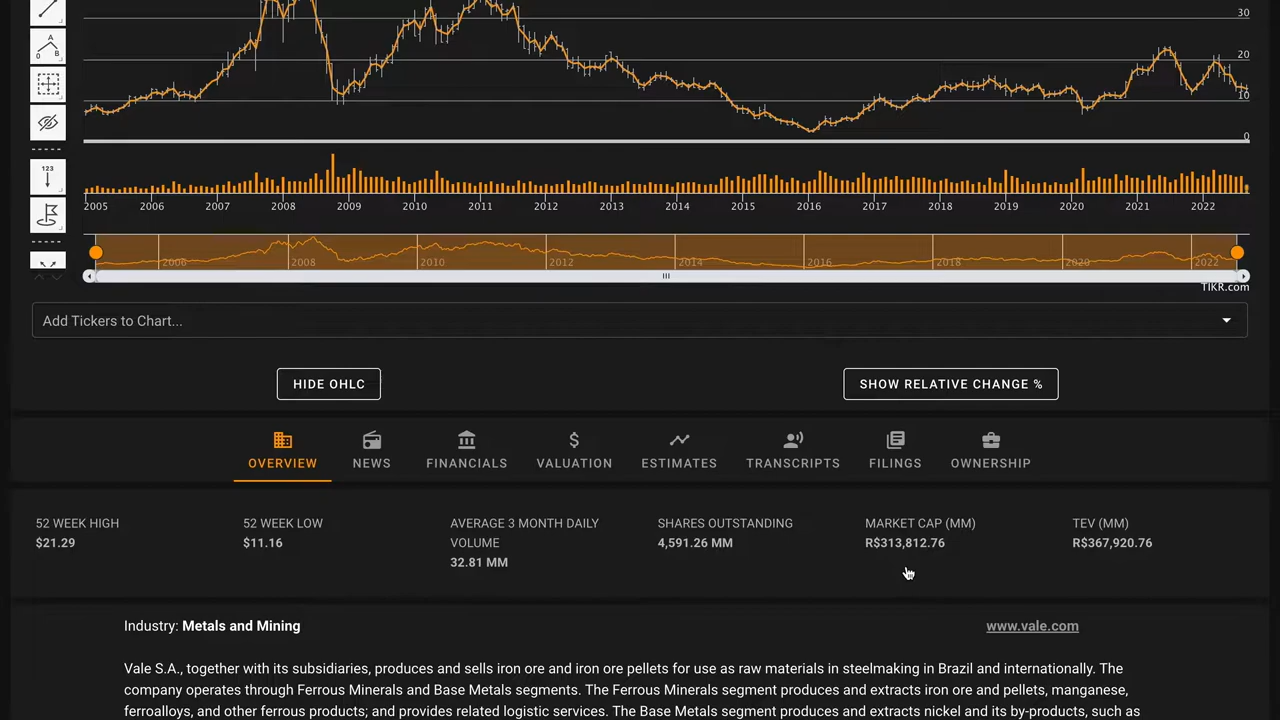 30
20
10
0
A
0 B
123
2005 2006 2007 2008 2009 2010 2011 2012 2013 2014 2015 2016 2017 2018 2019 2020 2021 2022
2006 2008 2010 2012 2014 2016 2018 2020 2022
TIKR.com
Add Tickers to Chart...
HIDE OHLC
SHOW RELATIVE CHANGE %
$
OVERVIEW NEWS FINANCIALS VALUATION ESTIMATES TRANSCRIPTS FILINGS OWNERSHIP
52 WEEK HIGH
$21.29
52 WEEK LOW
$11.16
AVERAGE 3 MONTH DAILY
VOLUME
32.81 MM
SHARES OUTSTANDING
4,591.26 MM
MARKET CAP (MM)
R$313,812.76
TEV (MM)
R$367,920.76
Industry: Metals and Mining
www.vale.com
Vale S.A., together with its subsidiaries, produces and sells iron ore and iron ore pellets for use as raw materials in steelmaking in Brazil and internationally. The
company operates through Ferrous Minerals and Base Metals segments. The Ferrous Minerals segment produces and extracts iron ore and pellets, manganese,
ferroalloys, and other ferrous products; and provides related logistic services. The Base Metals segment produces and extracts nickel and its by-products, such as